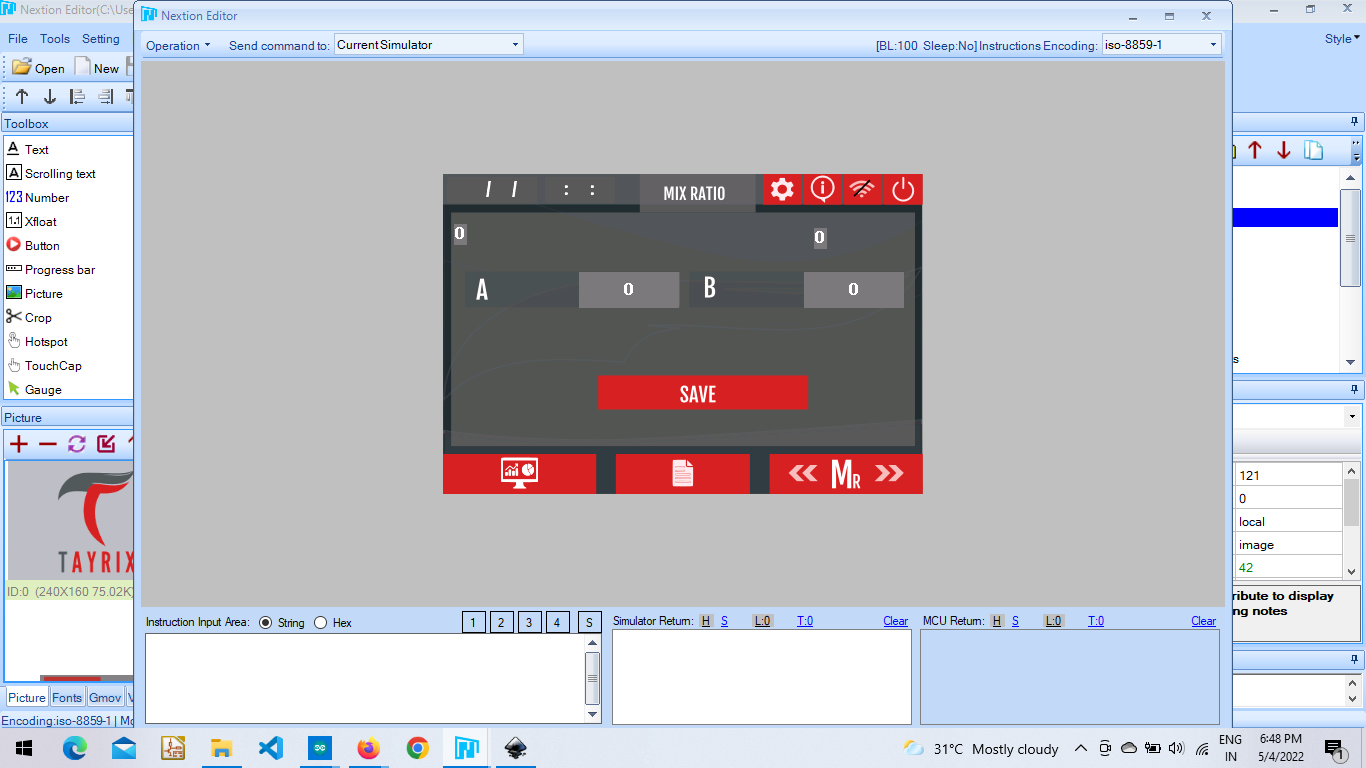 Nextion Editor(C:\Use
Nextion Editor
File Tools Setting
Style
Operation Send command to: Current Simulator
[BL:100 Sleep:No] Instructions Encoding: iso-8859-1
Open New
Toolbox
Text
Scrolling text
Number
Xfloat
Button
Progress bar
Picture
Crop
Hotspot
TouchCap
Gauge
/ / : : MIX RATIO
0 0
A 0 B 0
SAVE
MR
Picture
TAYRIX
ID:0 (240X160 75.02K)
Picture Fonts Gmov V
Encoding:iso-8859-1 | Mo
s
121
0
local
image
42
ribute to display
ng notes
Instruction Input Area: String Hex 1 2 3 4 S
Simulator Return: H S L:0 T:0 Clear
MCU Return: H S L:0 T:0 Clear
31°C Mostly cloudy
ENG
IN
6:48 PM
5/4/2022
1